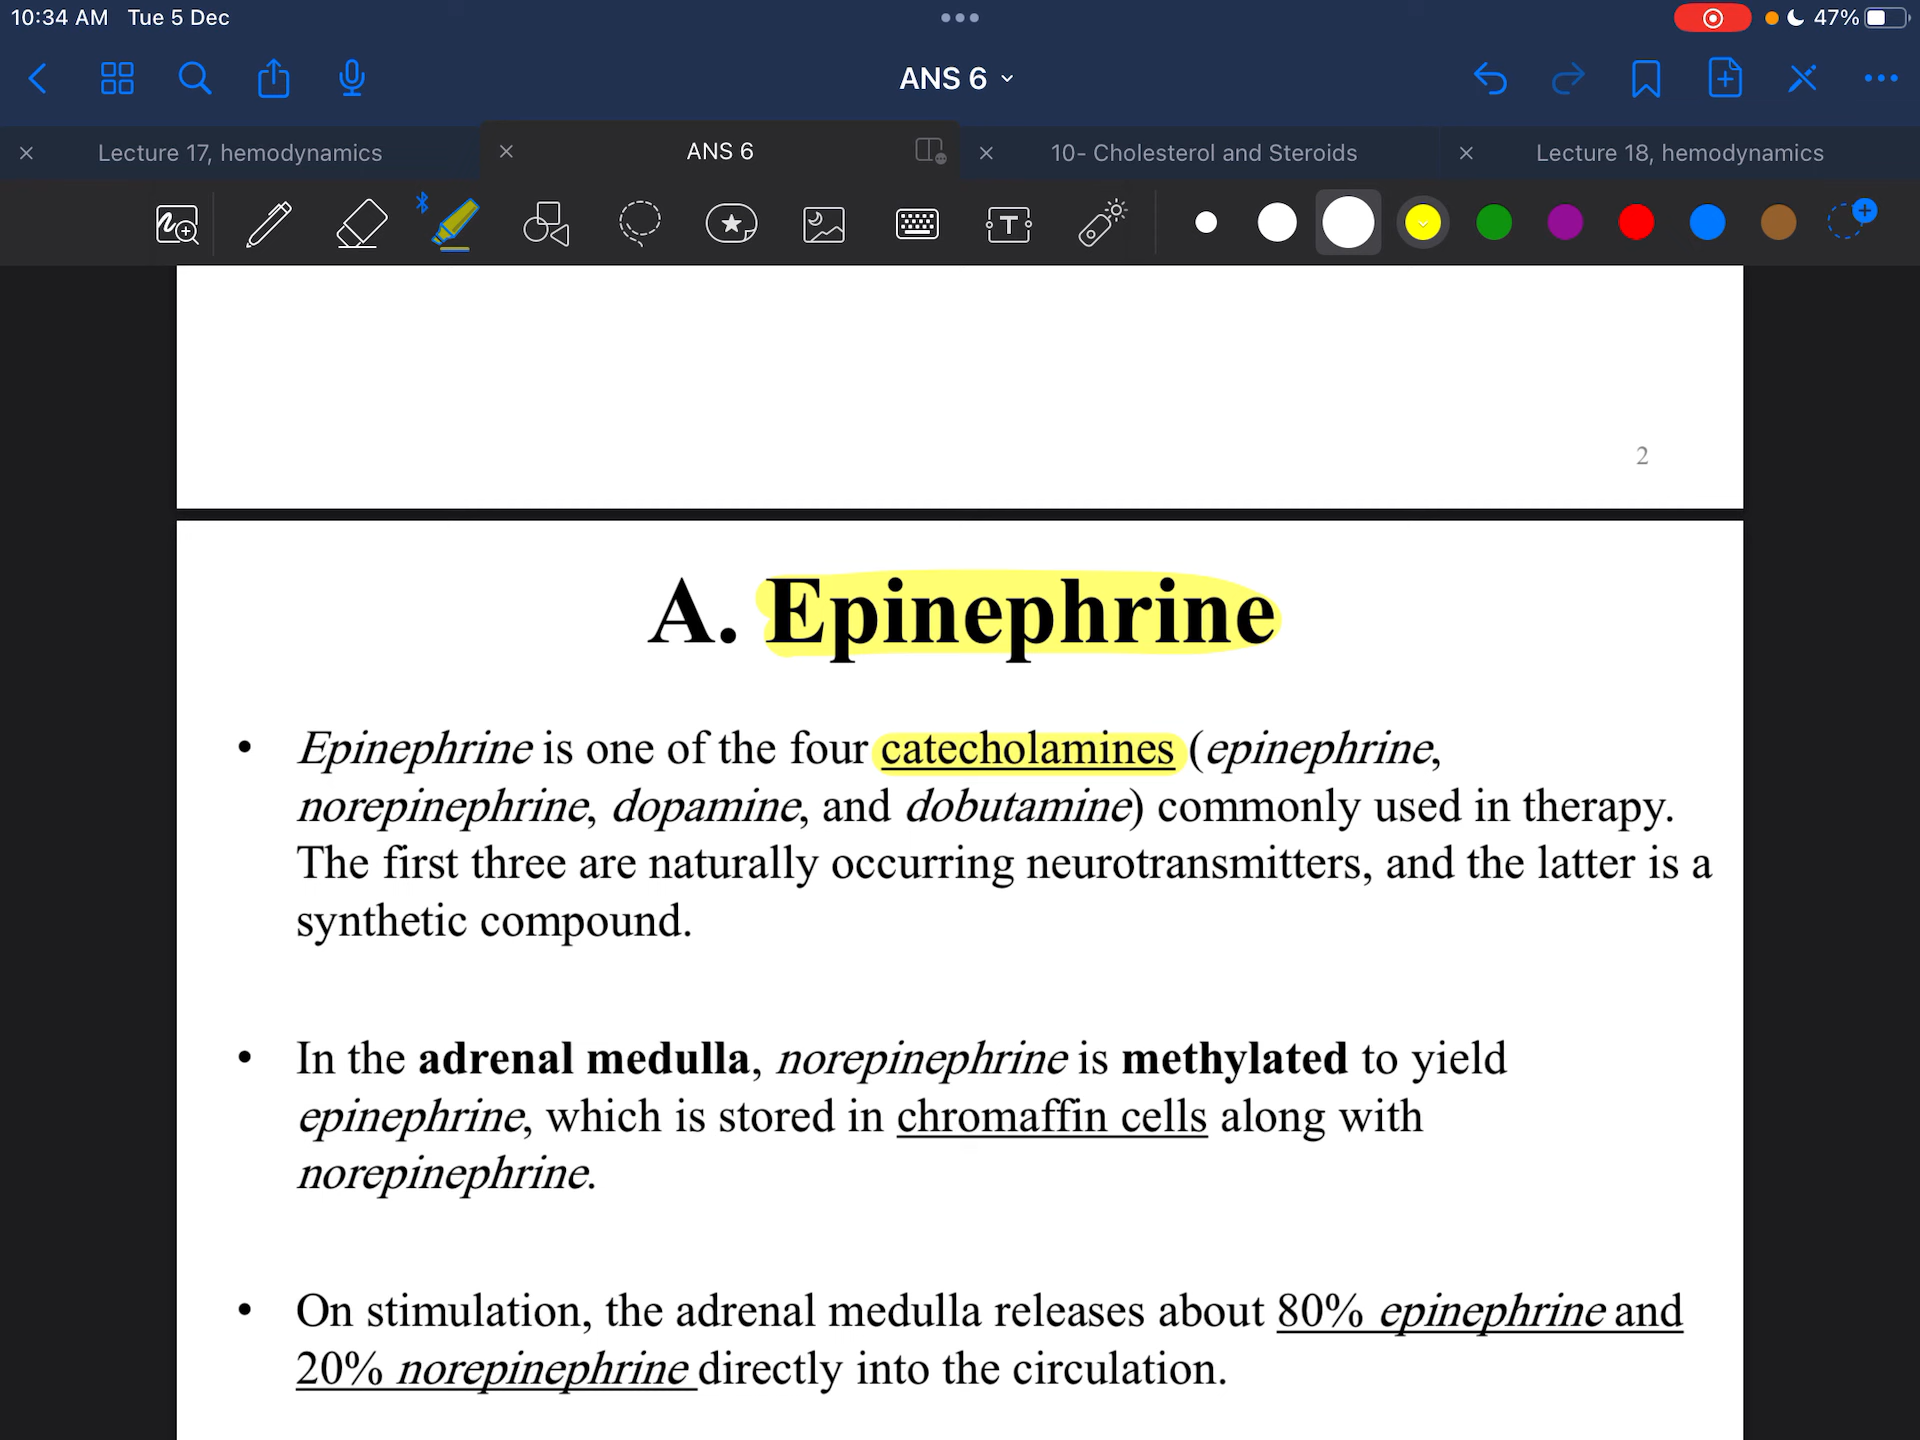 10:34 AM Tue 5 Dec
47%
ANS 6
Lecture 17, hemodynamics
ANS 6
10- Cholesterol and Steroids
Lecture 18, hemodynamics
T
2
A. Epinephrine
• Epinephrine is one of the four catecholamines (epinephrine,
norepinephrine, dopamine, and dobutamine) commonly used in therapy.
The first three are naturally occurring neurotransmitters, and the latter is a
synthetic compound.
• In the adrenal medulla, norepinephrine is methylated to yield
epinephrine, which is stored in chromaffin cells along with
norepinephrine.
• On stimulation, the adrenal medulla releases about 80% epinephrine and
20% norepinephrine directly into the circulation.